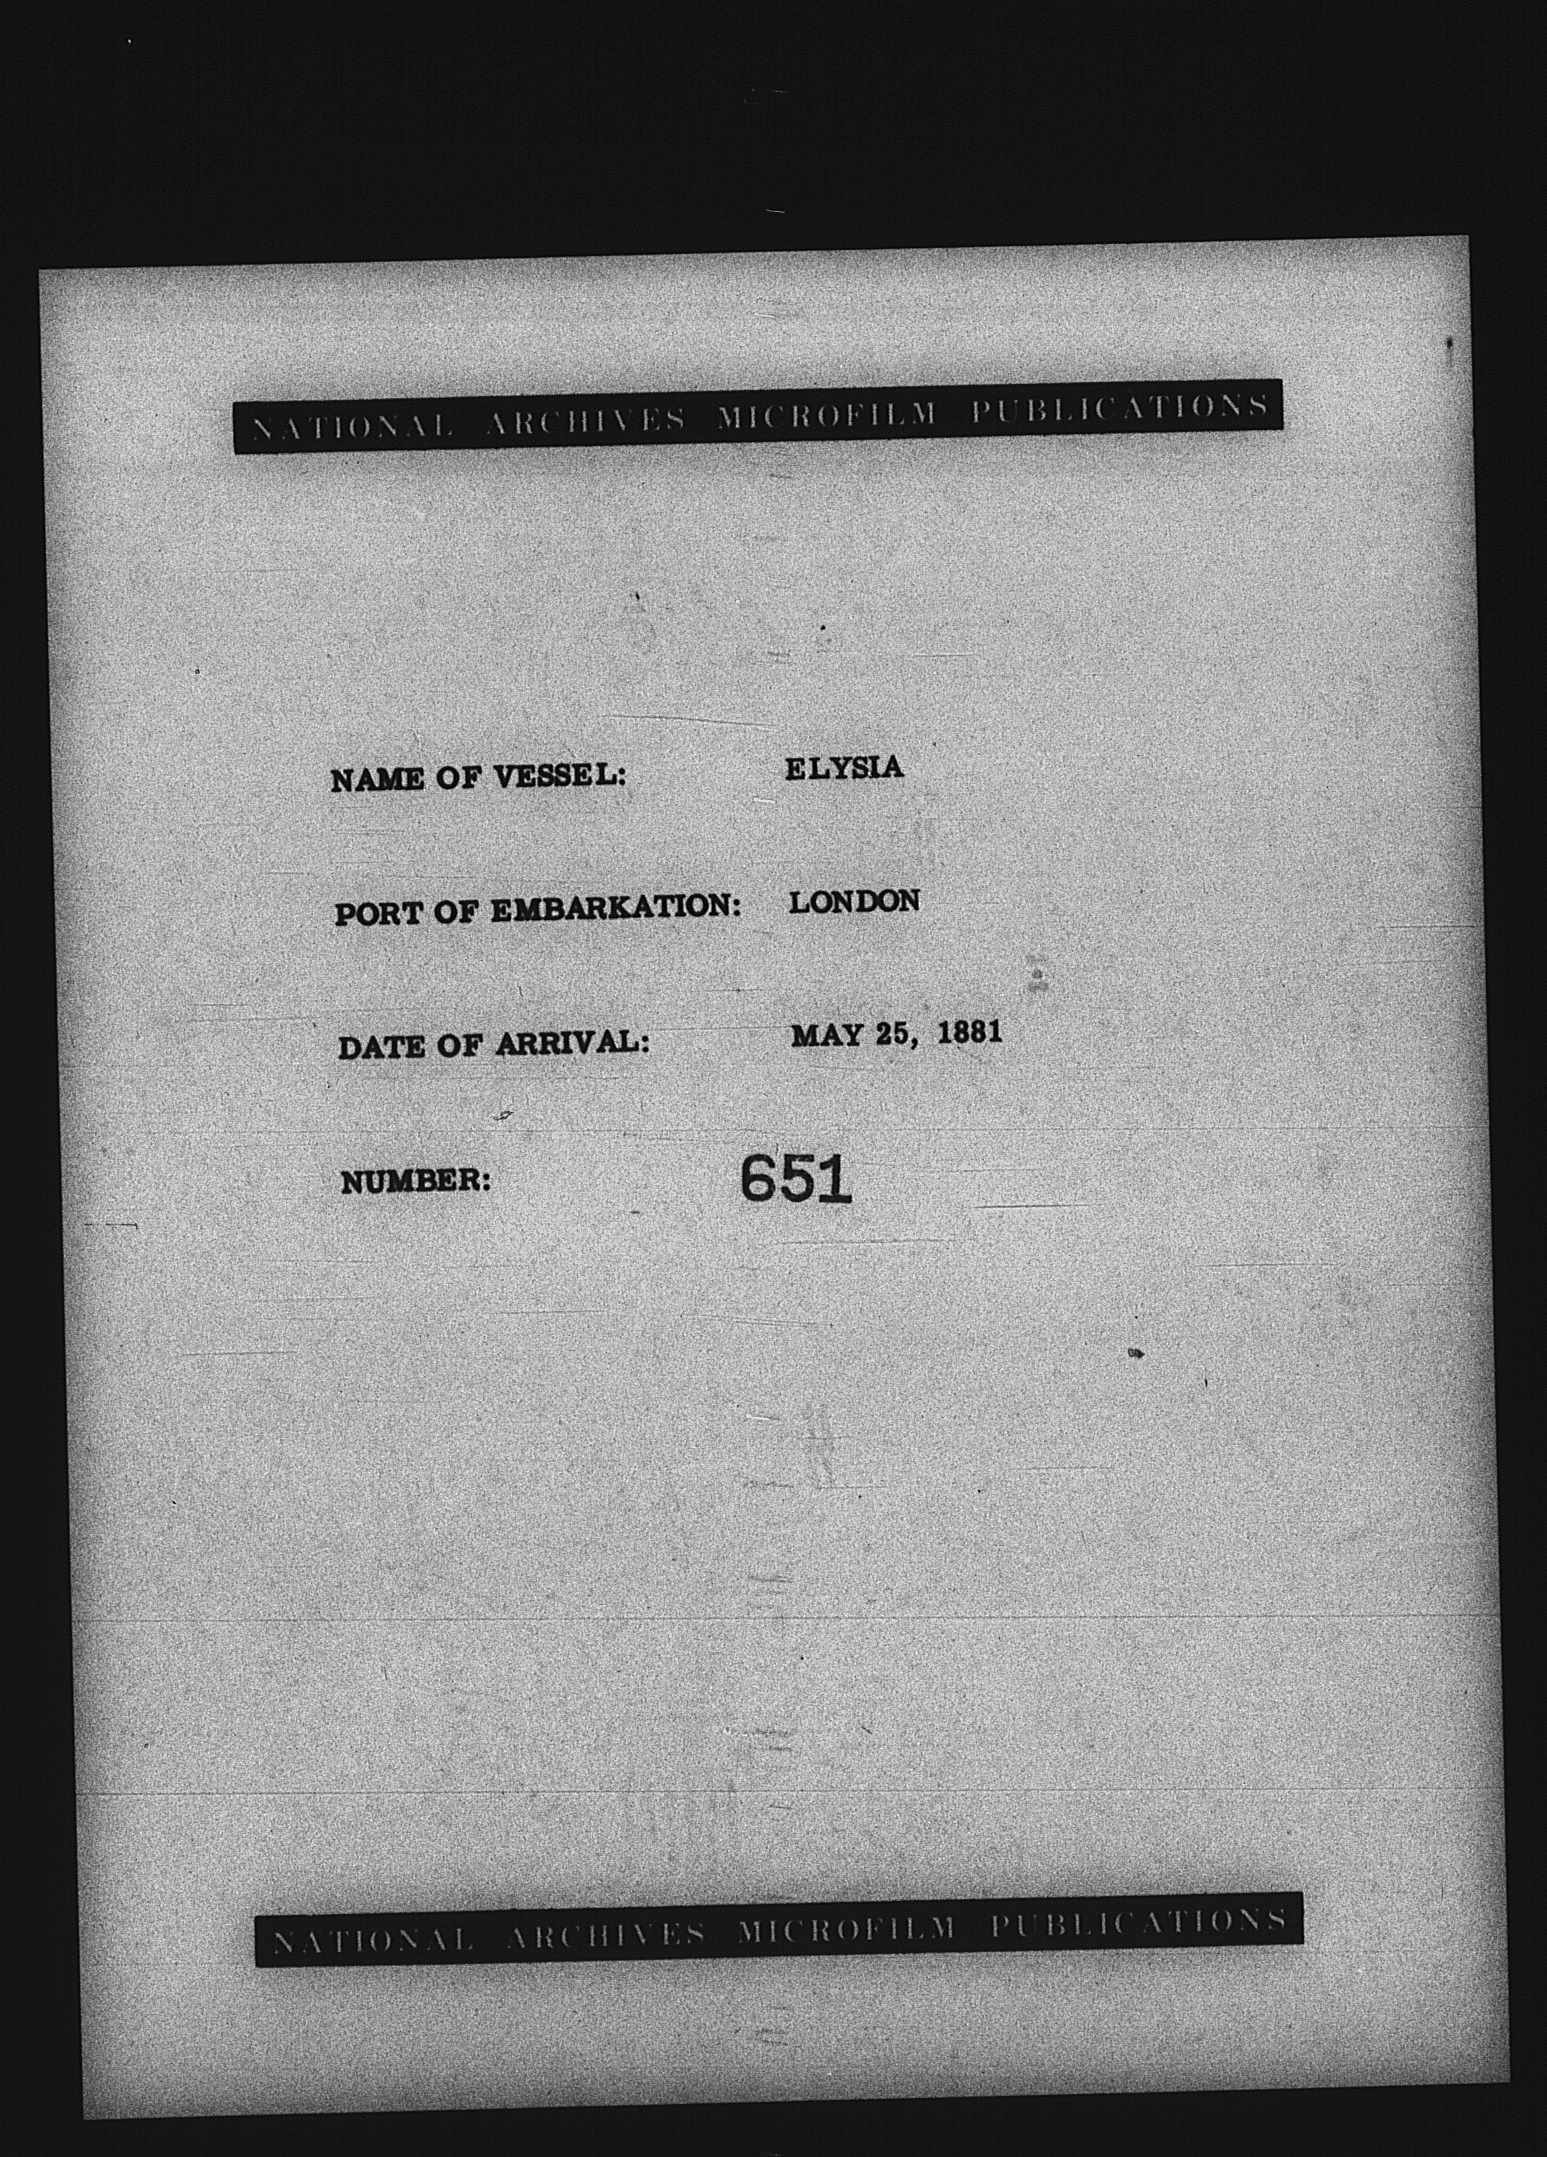 NATIONAL ARCHIVES MICROFILM PUBLICATIONS
NAME OF VESSEL: ELYSIA
PORT OF EMBARKATION: LONDON
DATE OF ARRIVAL: MAY 25, 1881
NUMBER: 651
NATIONAL ARCHIVES MICROFILM PUBLICATIONS